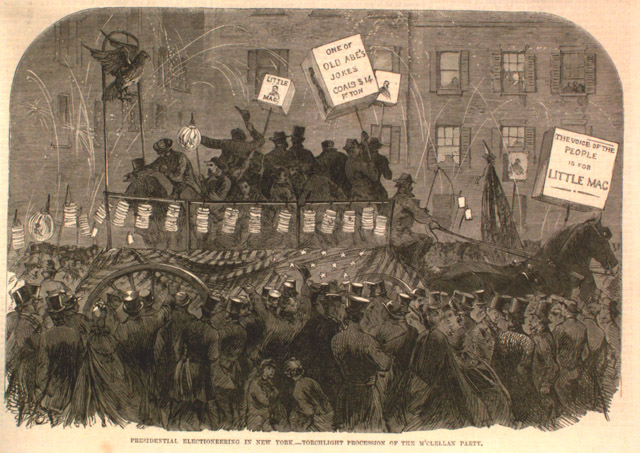 LITTLE
MAC
ONE OF
OLD ABE'S
JOKES
COALS $14
Pr TON
THE VOICE OF THE
PEOPLE
IS FOR
LITTLE MAC
PRESIDENTIAL ELECTIONEERING IN NEW YORK.—TORCHLIGHT PROCESSION OF THE M'CLELLAN PARTY.